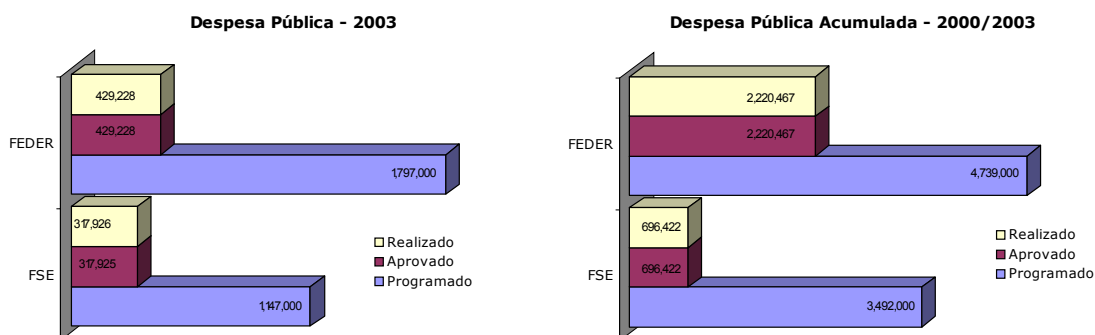 Despesa Pública - 2003
429,228
429,228
FEDER
1,797,000
317,926
317,925
FSE
1,147,000
Realizado
Aprovado
Programado
Despesa Pública Acumulada - 2000/2003
2,220,467
2,220,467
FEDER
4,739,000
696,422
696,422
FSE
3,492,000
Realizado
Aprovado
Programado